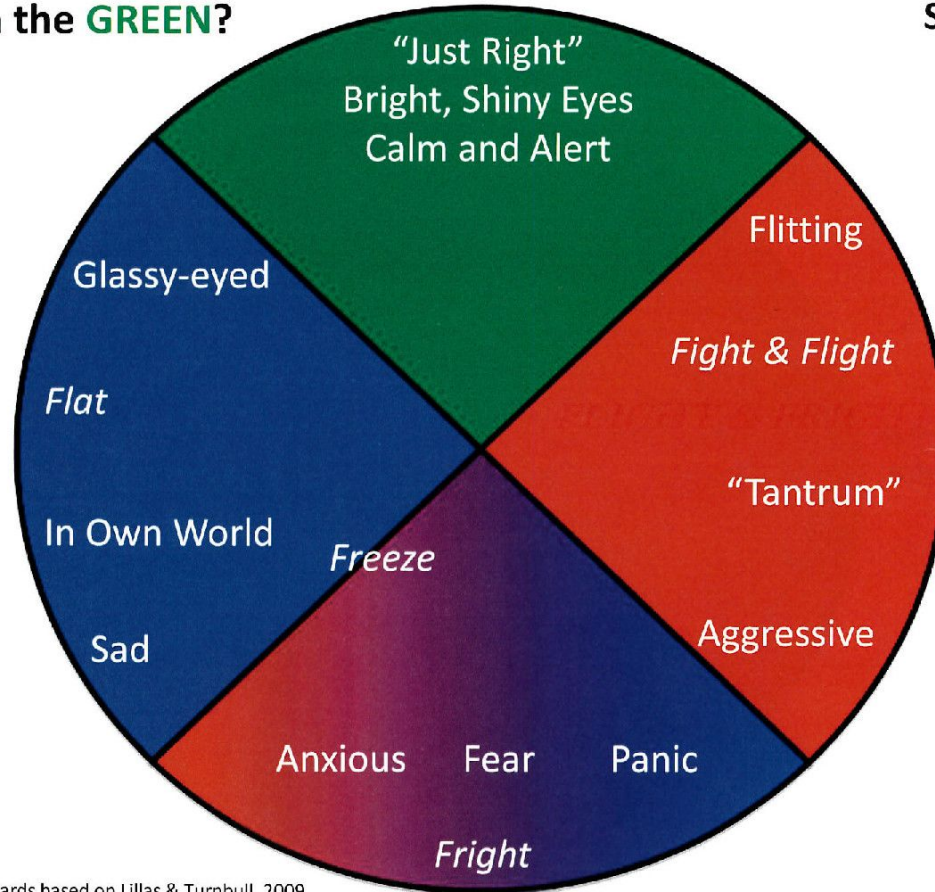 the GREEN?
S
“Just Right”
Bright, Shiny Eyes
Calm and Alert
Glassy-eyed
Flat
In Own World
Sad
Freeze
Flitting
Fight & Flight
“Tantrum”
Aggressive
Anxious Fear Panic
Fright
based on Lillas & Turnbull, 2009